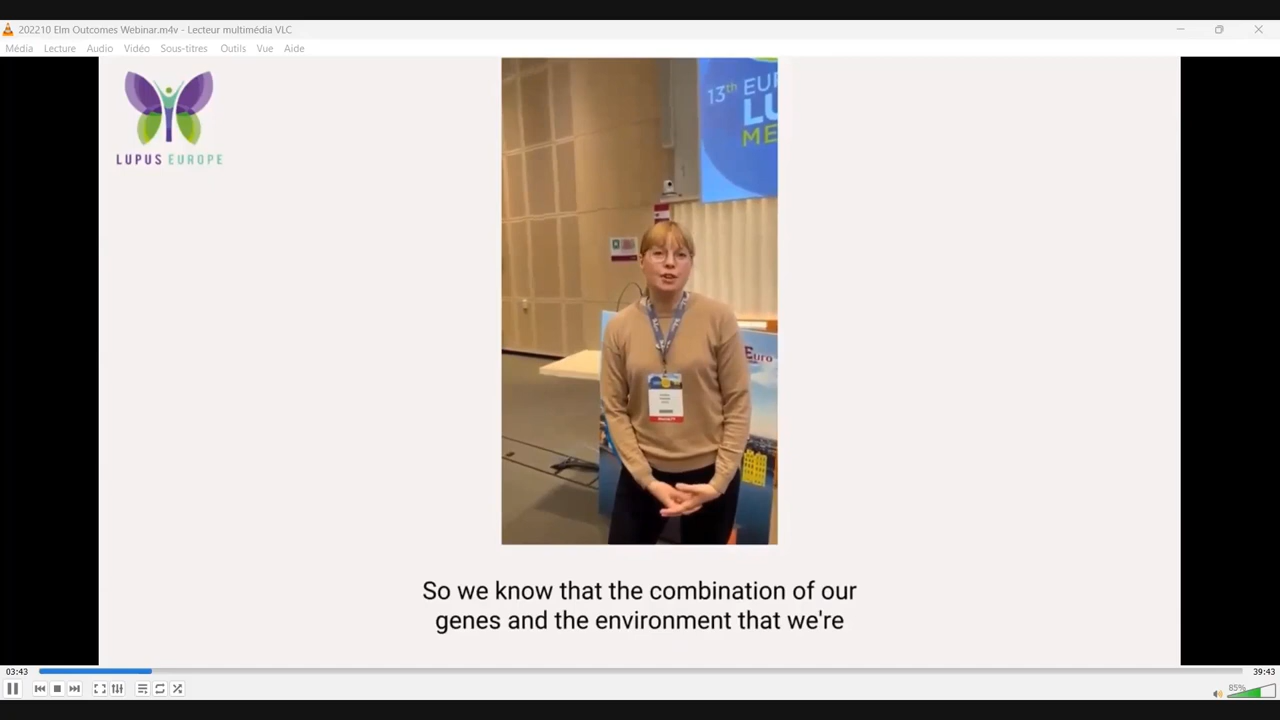 202210 Elm Outcomes Webinar.m4v - Lecteur multimédia VLC
Média Lecture Audio Vidéo Sous-titres Outils Vue Aide
LUPUS EUROPE
13th EUR
LU
ME
Euro
So we know that the combination of our
genes and the environment that we're
03:43
39:43
85%